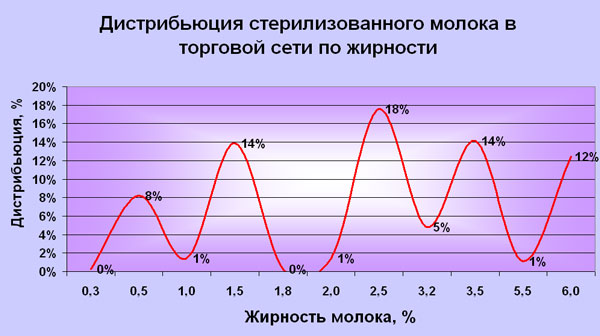 Дистрибьюция стерилизованного молока в
торговой сети по жирности
Дистрибьюция, %
20%
18%
16%
14%
12%
10%
8%
6%
4%
2%
0%
0% 8% 1% 14% 0% 1% 18% 5% 14% 1% 12%
0,3 0,5 1,0 1,5 1,8 2,0 2,5 3,2 3,5 5,5 6,0
Жирность молока, %